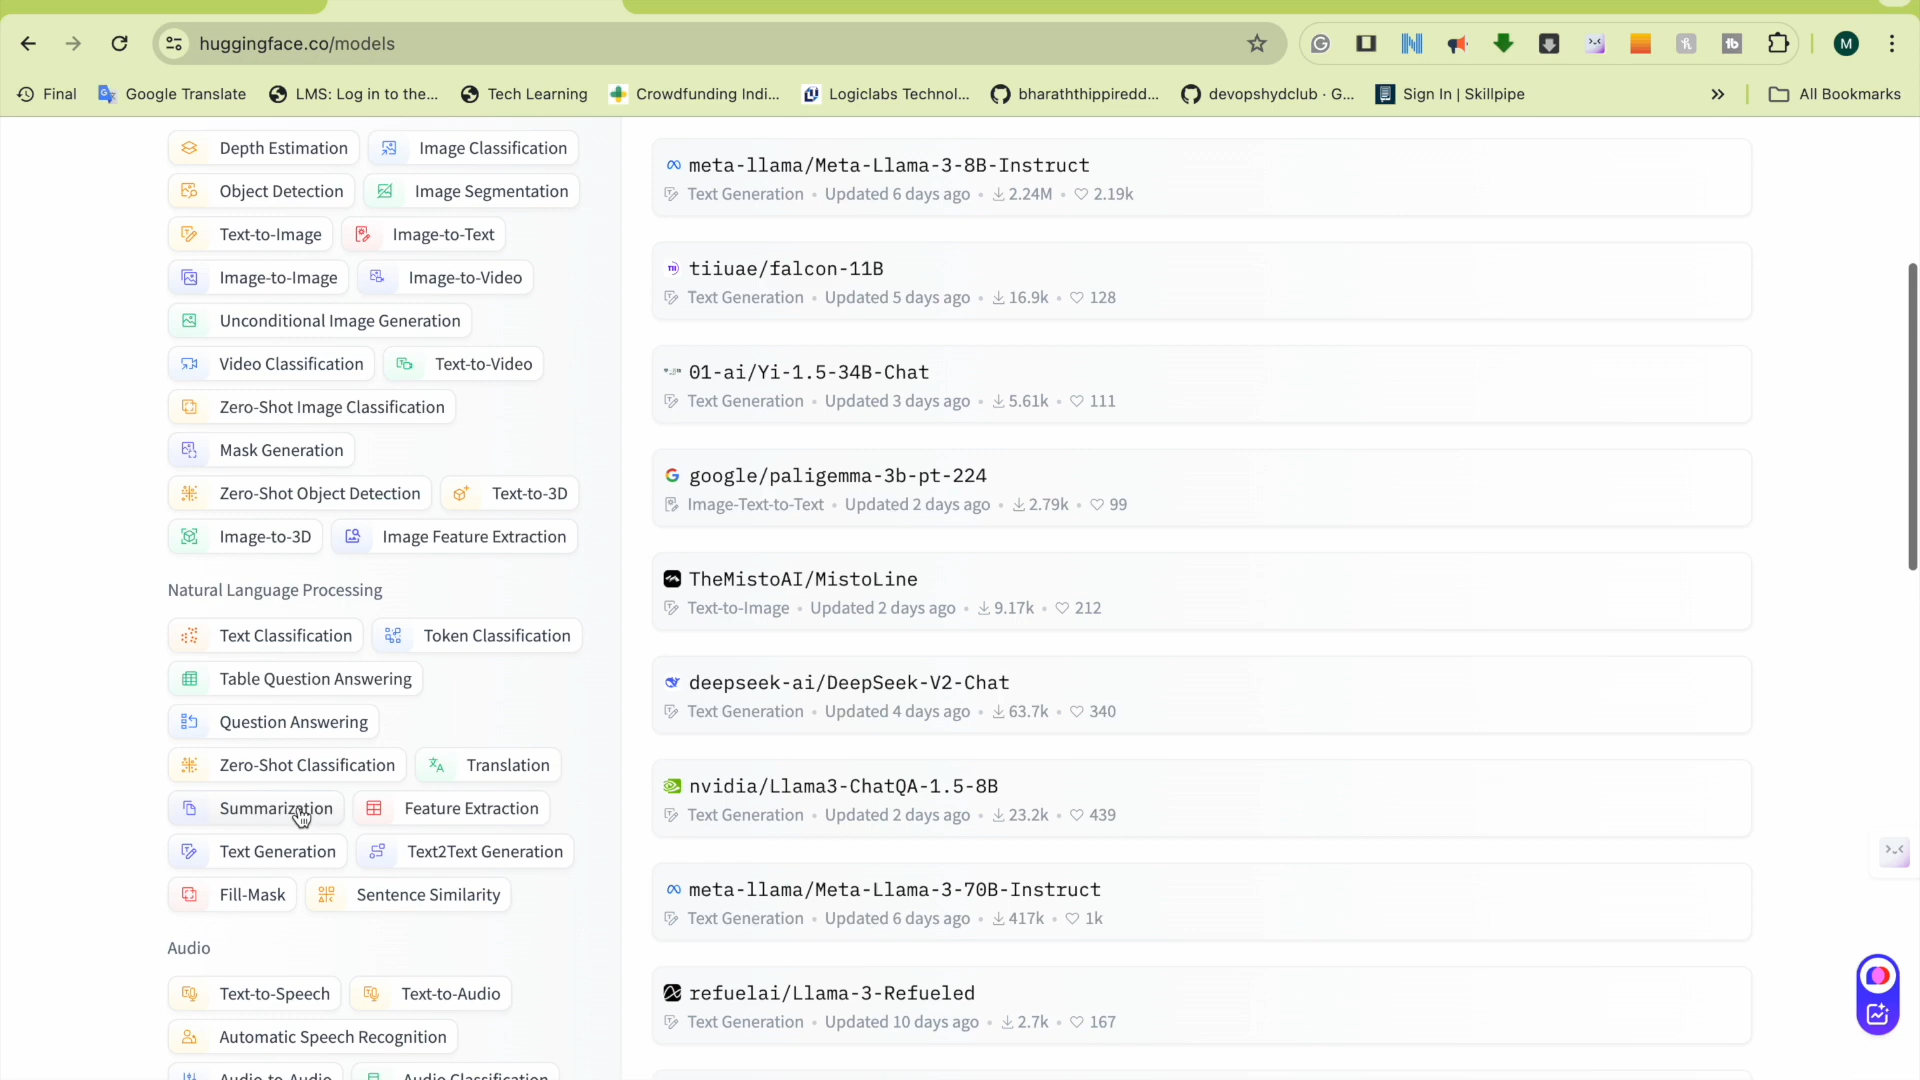 huggingface.co/models
M
Final
Google Translate
LMS: Log in to the...
Tech Learning
Crowdfunding Indi...
Logiclabs Technol...
bharaththippiredd...
devopshydclub · G...
Sign In | Skillpipe
»
All Bookmarks
Depth Estimation
Image Classification
Object Detection
Image Segmentation
Text-to-Image
Image-to-Text
Image-to-Image
Image-to-Video
Unconditional Image Generation
Video Classification
Text-to-Video
Zero-Shot Image Classification
Mask Generation
Zero-Shot Object Detection
Text-to-3D
Image-to-3D
Image Feature Extraction
Natural Language Processing
Text Classification
Token Classification
Table Question Answering
Question Answering
Zero-Shot Classification
Translation
Summarization
Feature Extraction
Text Generation
Text2Text Generation
Fill-Mask
Sentence Similarity
Audio
Text-to-Speech
Text-to-Audio
Automatic Speech Recognition
Audio-to-Audio
Audio Classification
meta-llama/Meta-Llama-3-8B-Instruct
Text Generation • Updated 6 days ago • 2.24M • 2.19k
tiiuae/falcon-11B
Text Generation • Updated 5 days ago • 16.9k • 128
01-ai/Yi-1.5-34B-Chat
Text Generation • Updated 3 days ago • 5.61k • 111
google/paligemma-3b-pt-224
Image-Text-to-Text • Updated 2 days ago • 2.79k • 99
TheMistoAI/MistoLine
Text-to-Image • Updated 2 days ago • 9.17k • 212
deepseek-ai/DeepSeek-V2-Chat
Text Generation • Updated 4 days ago • 63.7k • 340
nvidia/Llama3-ChatQA-1.5-8B
Text Generation • Updated 2 days ago • 23.2k • 439
meta-llama/Meta-Llama-3-70B-Instruct
Text Generation • Updated 6 days ago • 417k • 1k
refuelai/Llama-3-Refueled
Text Generation • Updated 10 days ago • 2.7k • 167